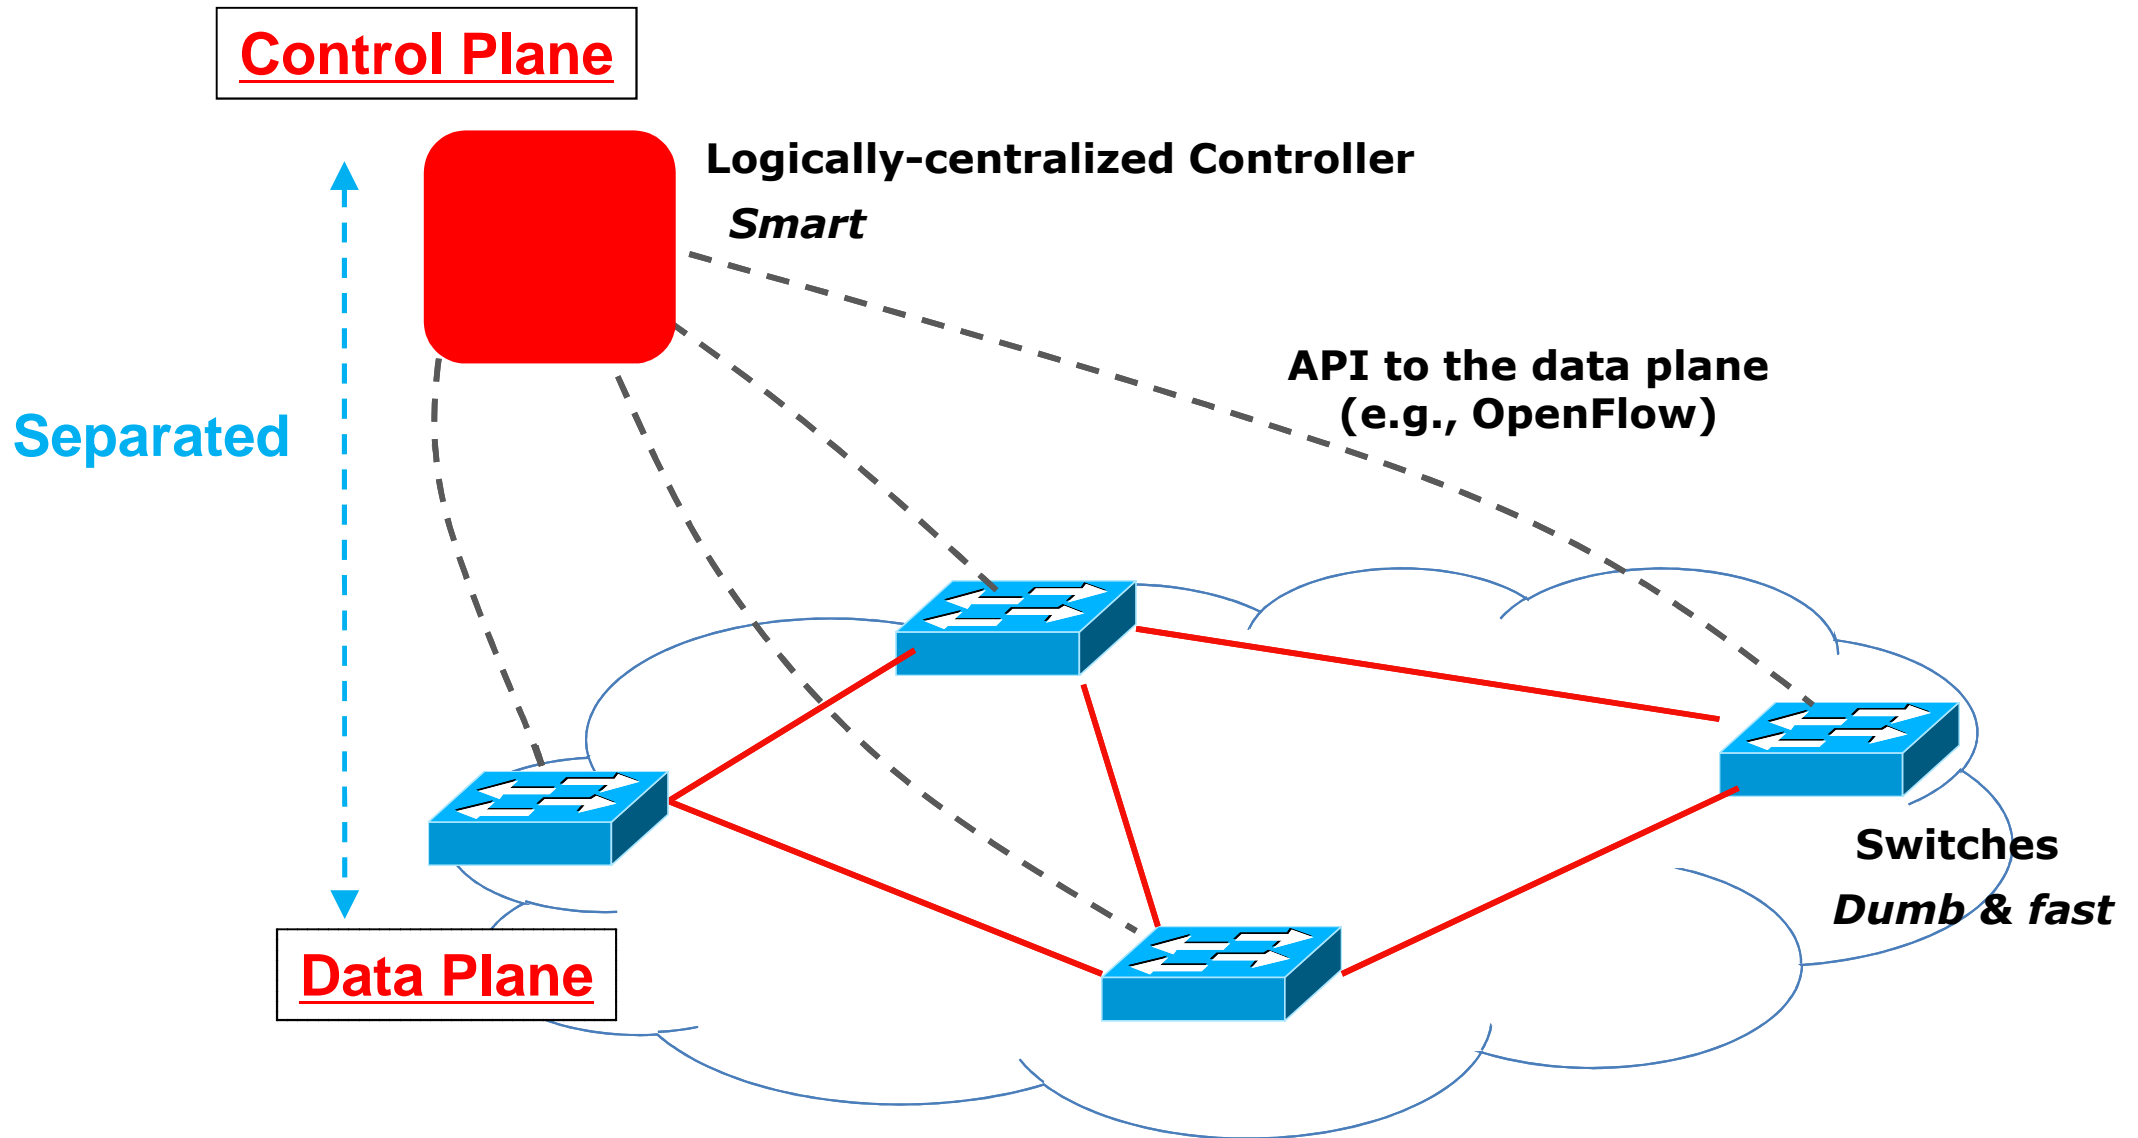 Control Plane
Logically-centralized Controller
Smart
API to the data plane
(e.g., OpenFlow)
Separated
Switches
Dumb & fast
Data Plane